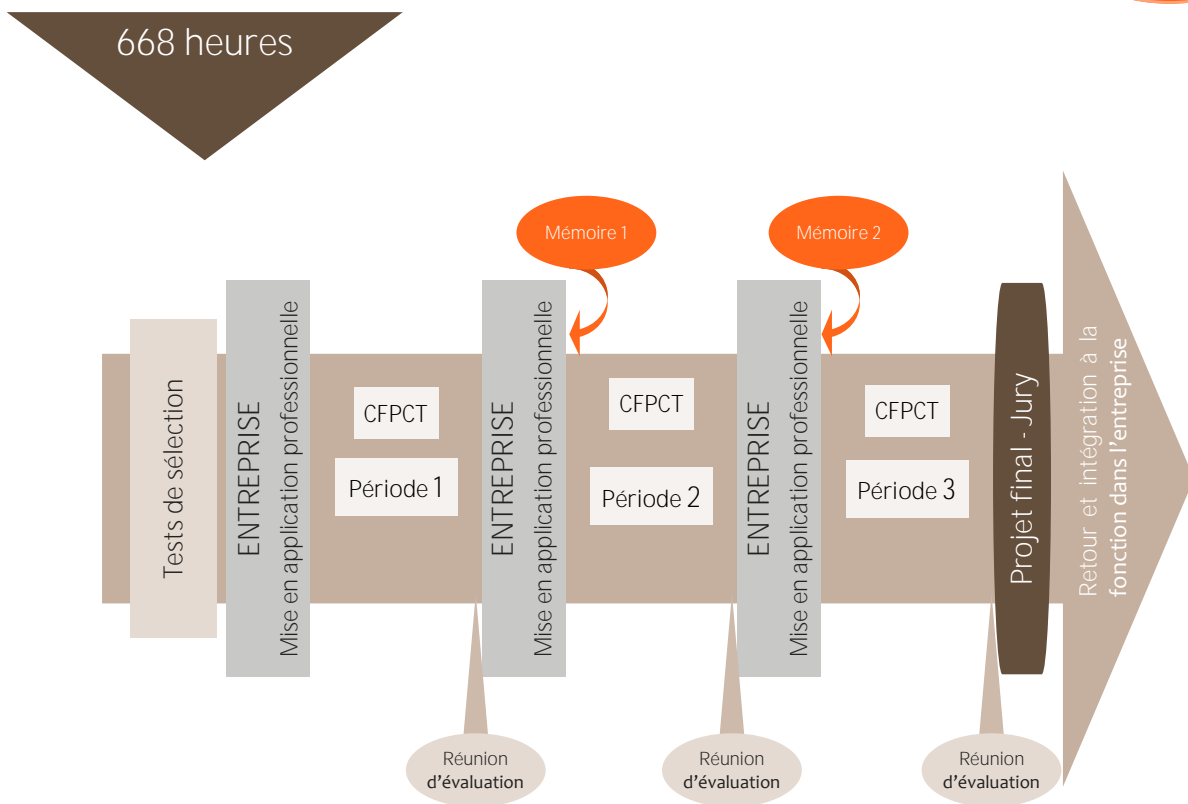 668 heures
Mémoire 1
Mémoire 2
Tests de sélection
ENTREPRISE
Mise en application professionnelle
CFPCT
Période 1
ENTREPRISE
Mise en application professionnelle
CFPCT
Période 2
ENTREPRISE
Mise en application professionnelle
CFPCT
Période 3
Projet final - Jury
Retour et intégration à la
fonction dans l'entreprise
Réunion
d'évaluation
Réunion
d'évaluation
Réunion
d'évaluation